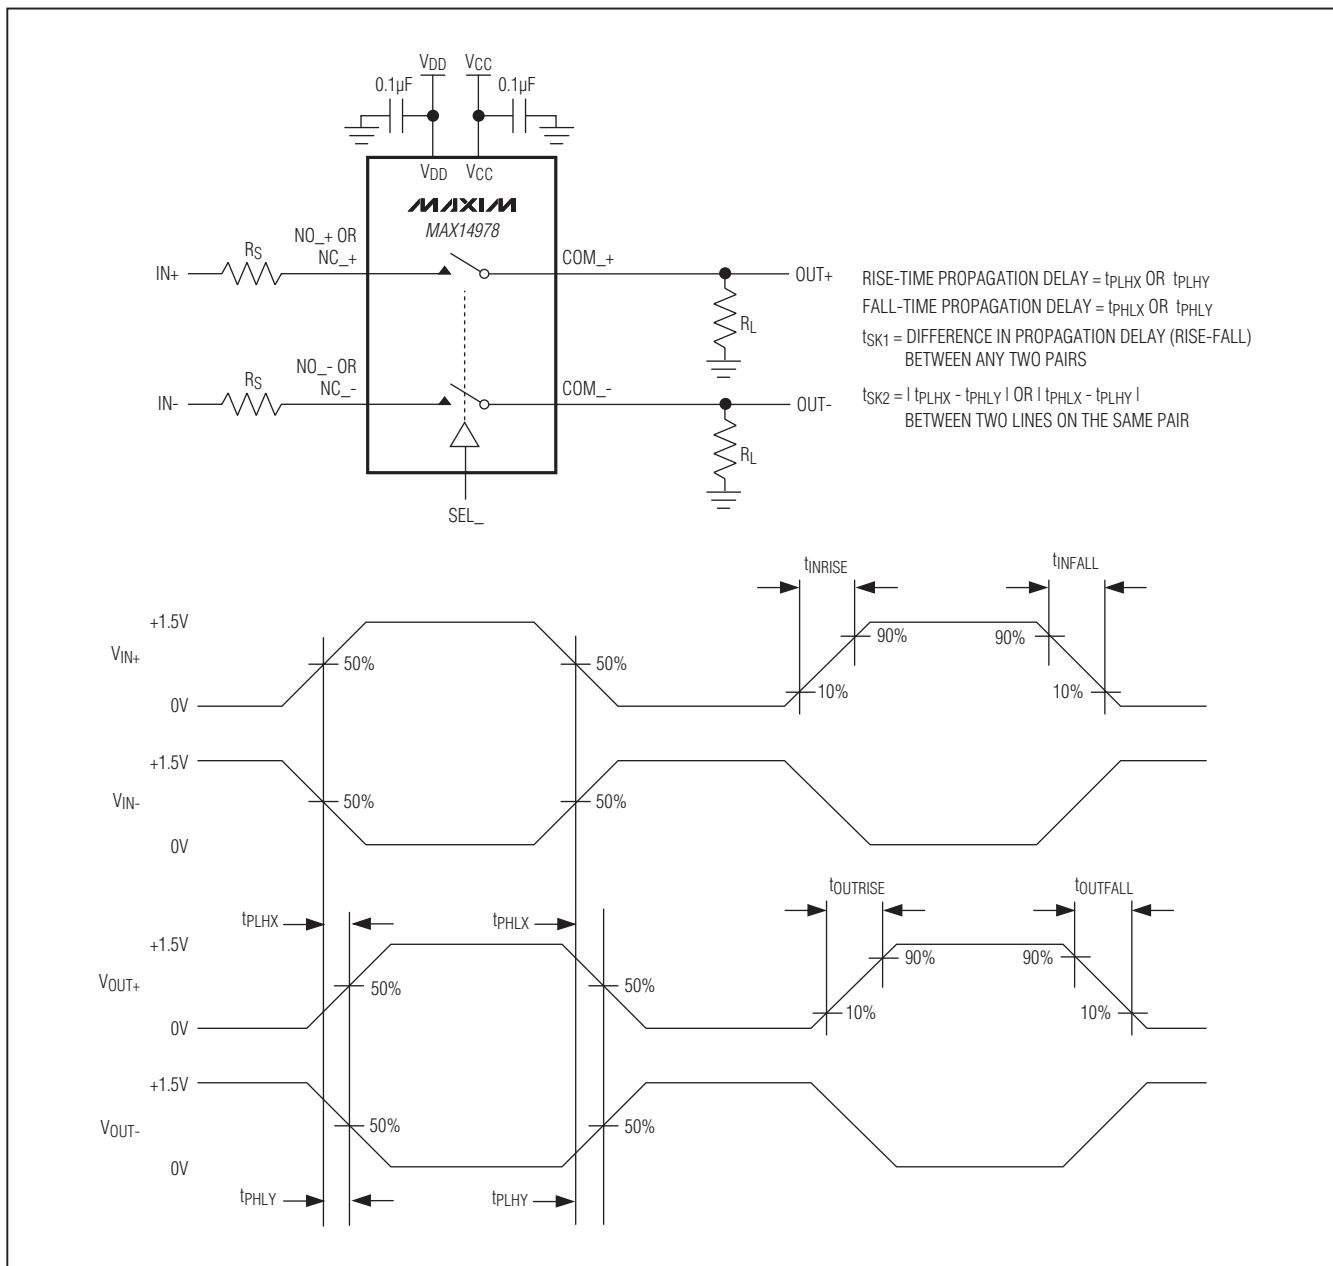 VDD VCC
0.1µF 0.1µF
VDD VCC
MAXIM
MAX14978
NO_+ OR
NC_+
RS
IN+
COM_+
OUT+
RL
NO_- OR
NC_-
RS
IN-
COM_-
OUT-
RL
SEL_
RISE-TIME PROPAGATION DELAY = tPLHX OR tPLHY
FALL-TIME PROPAGATION DELAY = tPHLX OR tPHLY
tSK1 = DIFFERENCE IN PROPAGATION DELAY (RISE-FALL)
BETWEEN ANY TWO PAIRS
tSK2 = | tPLHX - tPHLY | OR | tPHLX - tPLHY |
BETWEEN TWO LINES ON THE SAME PAIR
tINRISE tINFALL
+1.5V
VIN+
0V
50% 50% 90% 90%
10% 10%
+1.5V
VIN-
0V
50% 50%
tOUTRISE tOUTFALL
tPLHX tPHLX
+1.5V
VOUT+
0V
50% 50% 90% 90%
10% 10%
+1.5V
VOUT-
0V
50% 50%
tPHLY tPLHY